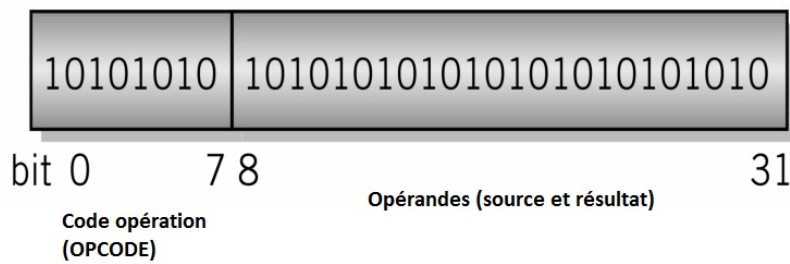 10101010 101010101010101010101010
bit 0 7 8 31
Opérandes (source et résultat)
Code opération
(OPCODE)